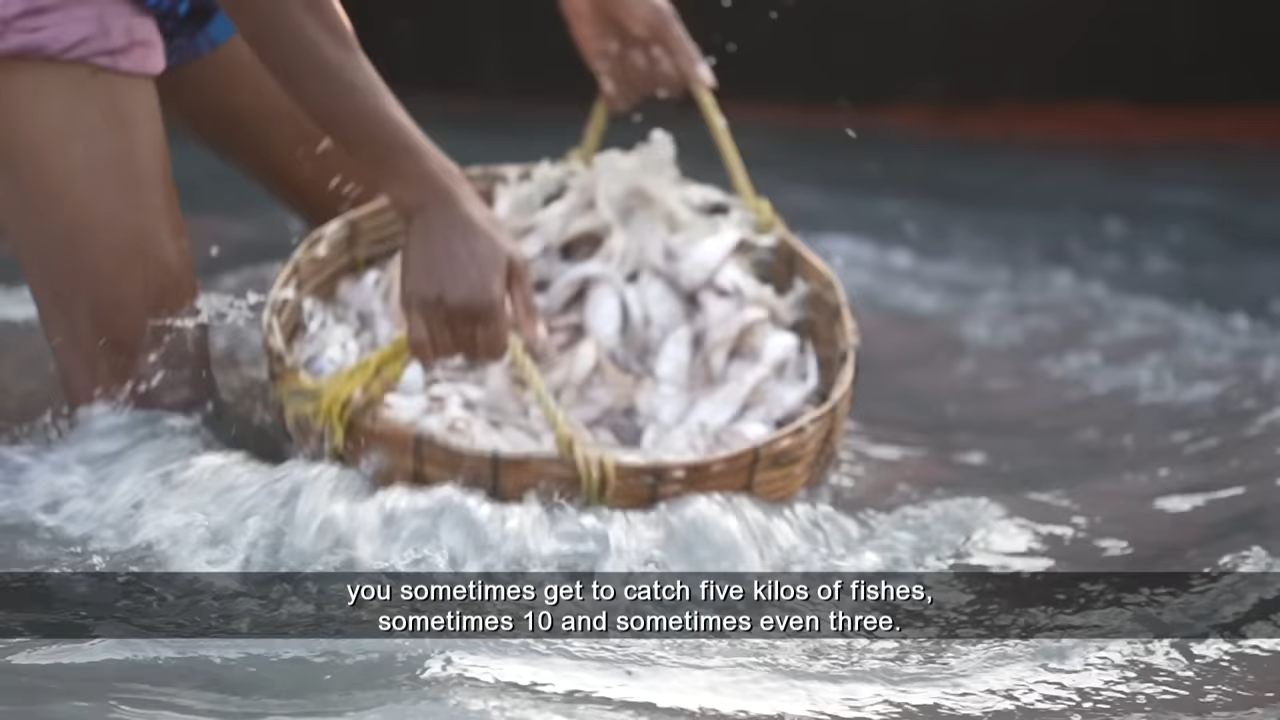 you sometimes get to catch five kilos of fishes,
sometimes 10 and sometimes even three.